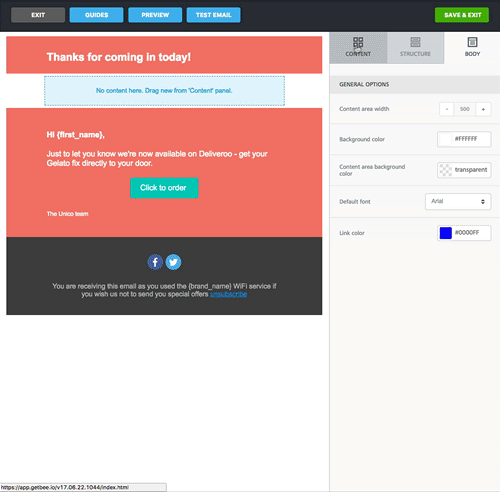 EXIT
GUIDES
PREVIEW
TEST EMAIL
SAVE & EXIT
Thanks for coming in today!
No content here. Drag new from 'Content' panel.
Hi {first_name},
Just to let you know we're now available on Deliveroo - get your
Gelato fix directly to your door.
Click to order
The Unico team
You are receiving this email as you used the {brand_name} WiFi service if
you wish us not to send you special offers unsubscribe
CONTENT
STRUCTURE
BODY
GENERAL OPTIONS
Content area width
- 500 +
Background color
#FFFFFF
Content area background
color
transparent
Default font
Arial
Link color
#0000FF
https://app.getbee.io/v17.06.22.1044/index.html